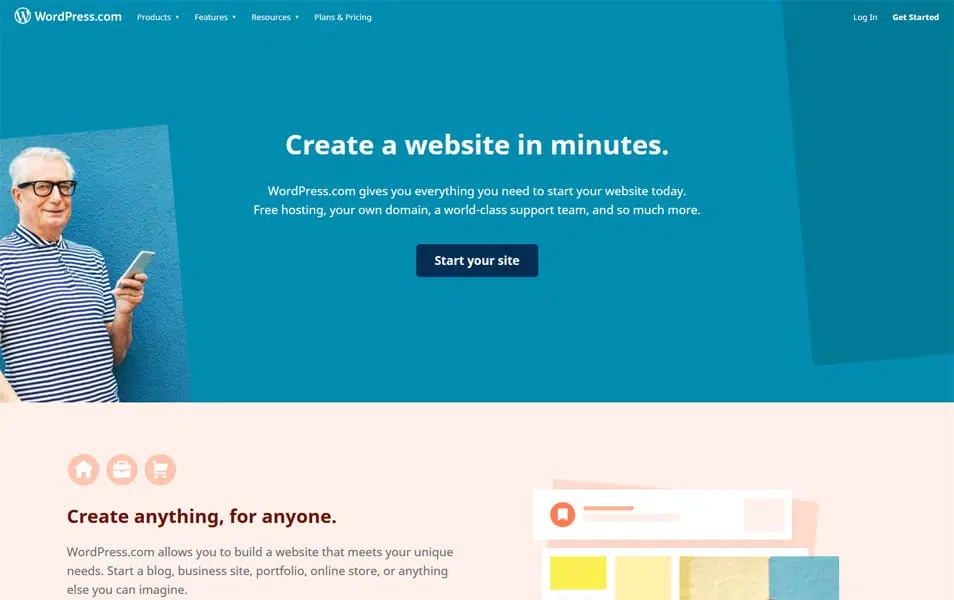 WordPress.com Products Features Resources Plans & Pricing Log In Get Started
Create a website in minutes.
WordPress.com gives you everything you need to start your website today.
Free hosting, your own domain, a world-class support team, and so much more.
Start your site
Create anything, for anyone.
WordPress.com allows you to build a website that meets your unique
needs. Start a blog, business site, portfolio, online store, or anything
else you can imagine.